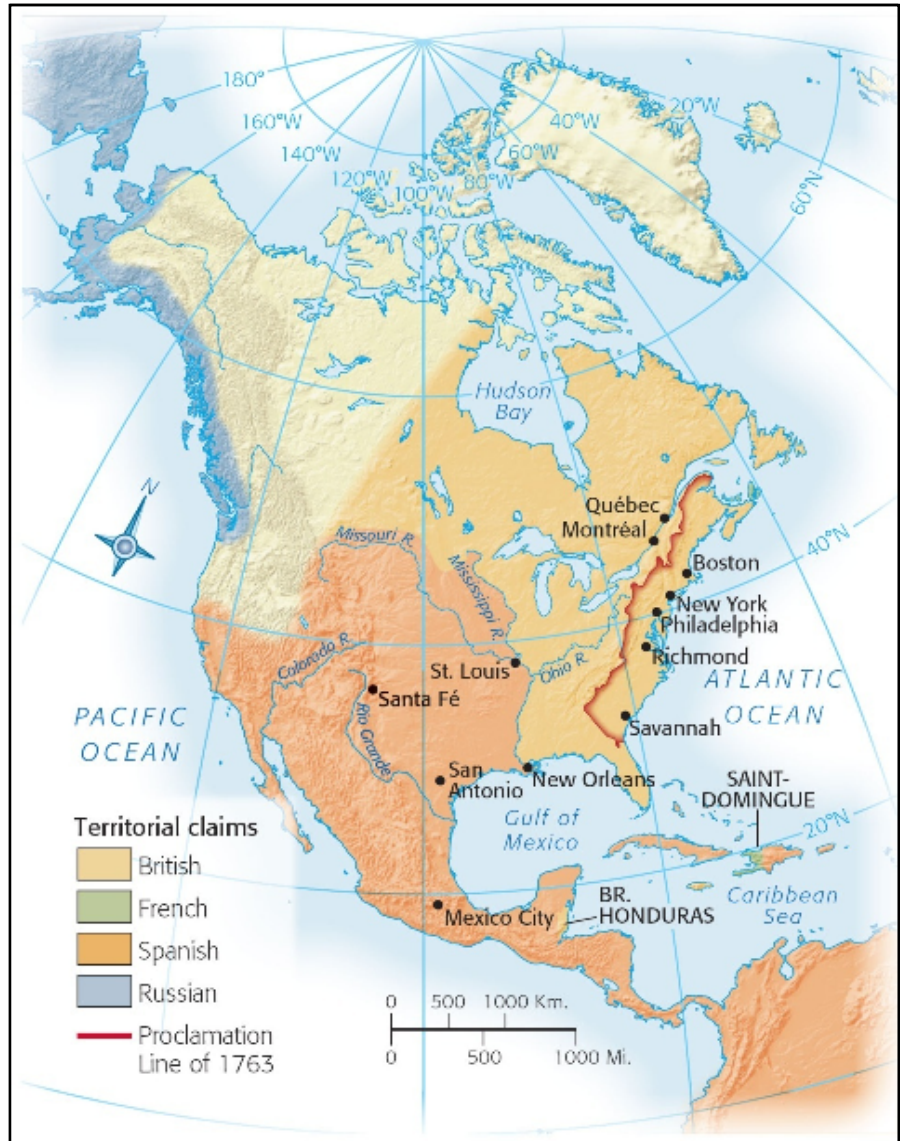 180°
160°W
140°W
120°W
100°W
80°W
60°W
40°W
20°W
60°N
Hudson
Bay
N
Québec
Montréal
40°N
Missouri R.
Mississippi R.
Boston
New York
Philadelphia
Colorado R.
St. Louis
Ohio R.
Richmond
Santa Fé
ATLANTIC
OCEAN
PACIFIC
OCEAN
Rio Grande
Savannah
San
Antonio
New Orleans
SAINT-
DOMINGUE
Gulf of
Mexico
20°N
Territorial claims
British
French
Spanish
Russian
Proclamation
Line of 1763
Mexico City
BR.
HONDURAS
Caribbean
Sea
0 500 1000 Km.
0 500 1000 Mi.